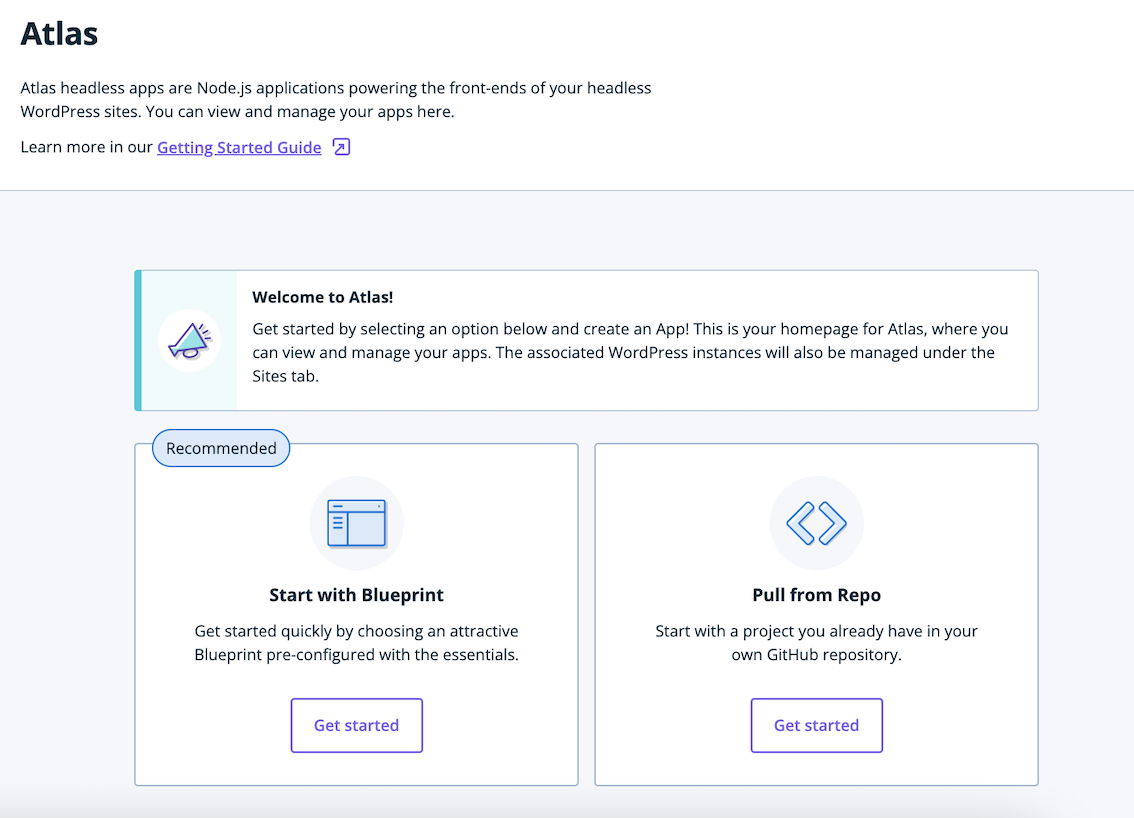 Atlas
Atlas headless apps are Node.js applications powering the front-ends of your headless
WordPress sites. You can view and manage your apps here.
Learn more in our Getting Started Guide
Welcome to Atlas!
Get started by selecting an option below and create an App! This is your homepage for Atlas, where you
can view and manage your apps. The associated WordPress instances will also be managed under the
Sites tab.
Recommended
Start with Blueprint
Get started quickly by choosing an attractive
Blueprint pre-configured with the essentials.
Get started
Pull from Repo
Start with a project you already have in your
own GitHub repository.
Get started